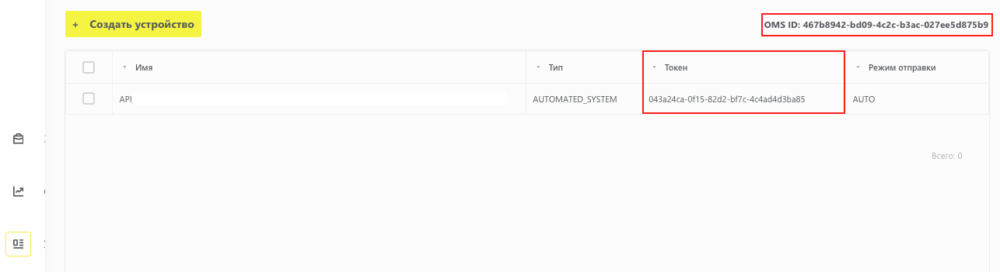 + Создать устройство
OMS ID: 467b8942-bd09-4c2c-b3ac-027ee5d875b9
Имя Тип Токен Режим отправки
API AUTOMATED_SYSTEM 043a24ca-0f15-82d2-bf7c-4c4ad4d3ba85 AUTO
Всего: 0